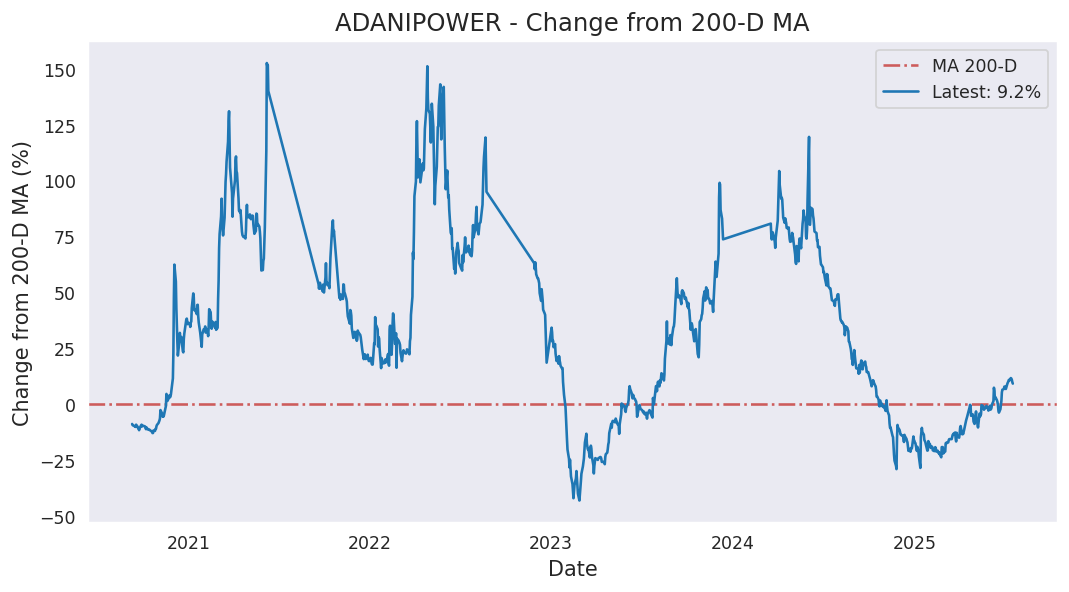 ADANIPOWER - Change from 200-D MA
MA 200-D
Latest: 9.2%
Change from 200-D MA (%)
150
125
100
75
50
25
0
−25
−50
2021
2022
2023
2024
2025
Date